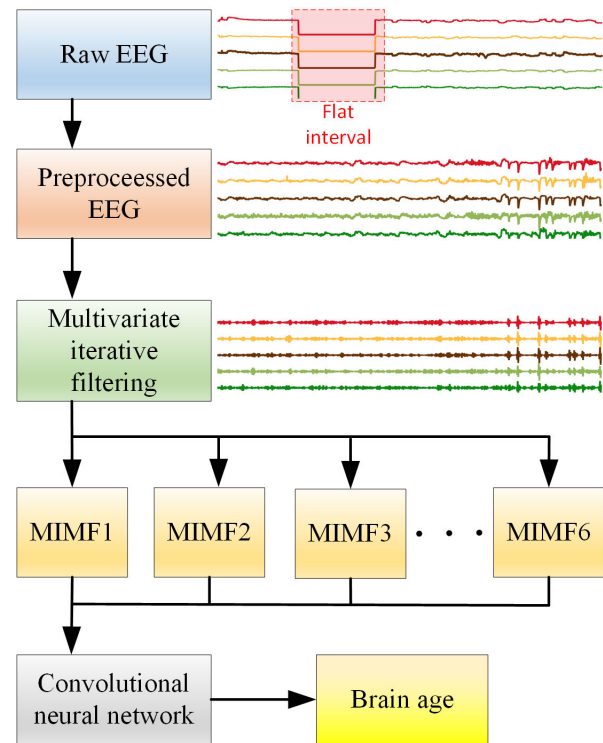 Raw EEG
Flat
interval
Preproceessed
EEG
Multivariate
iterative
filtering
MIMF1
MIMF2
MIMF3
• • •
MIMF6
Convolutional
neural network
Brain age